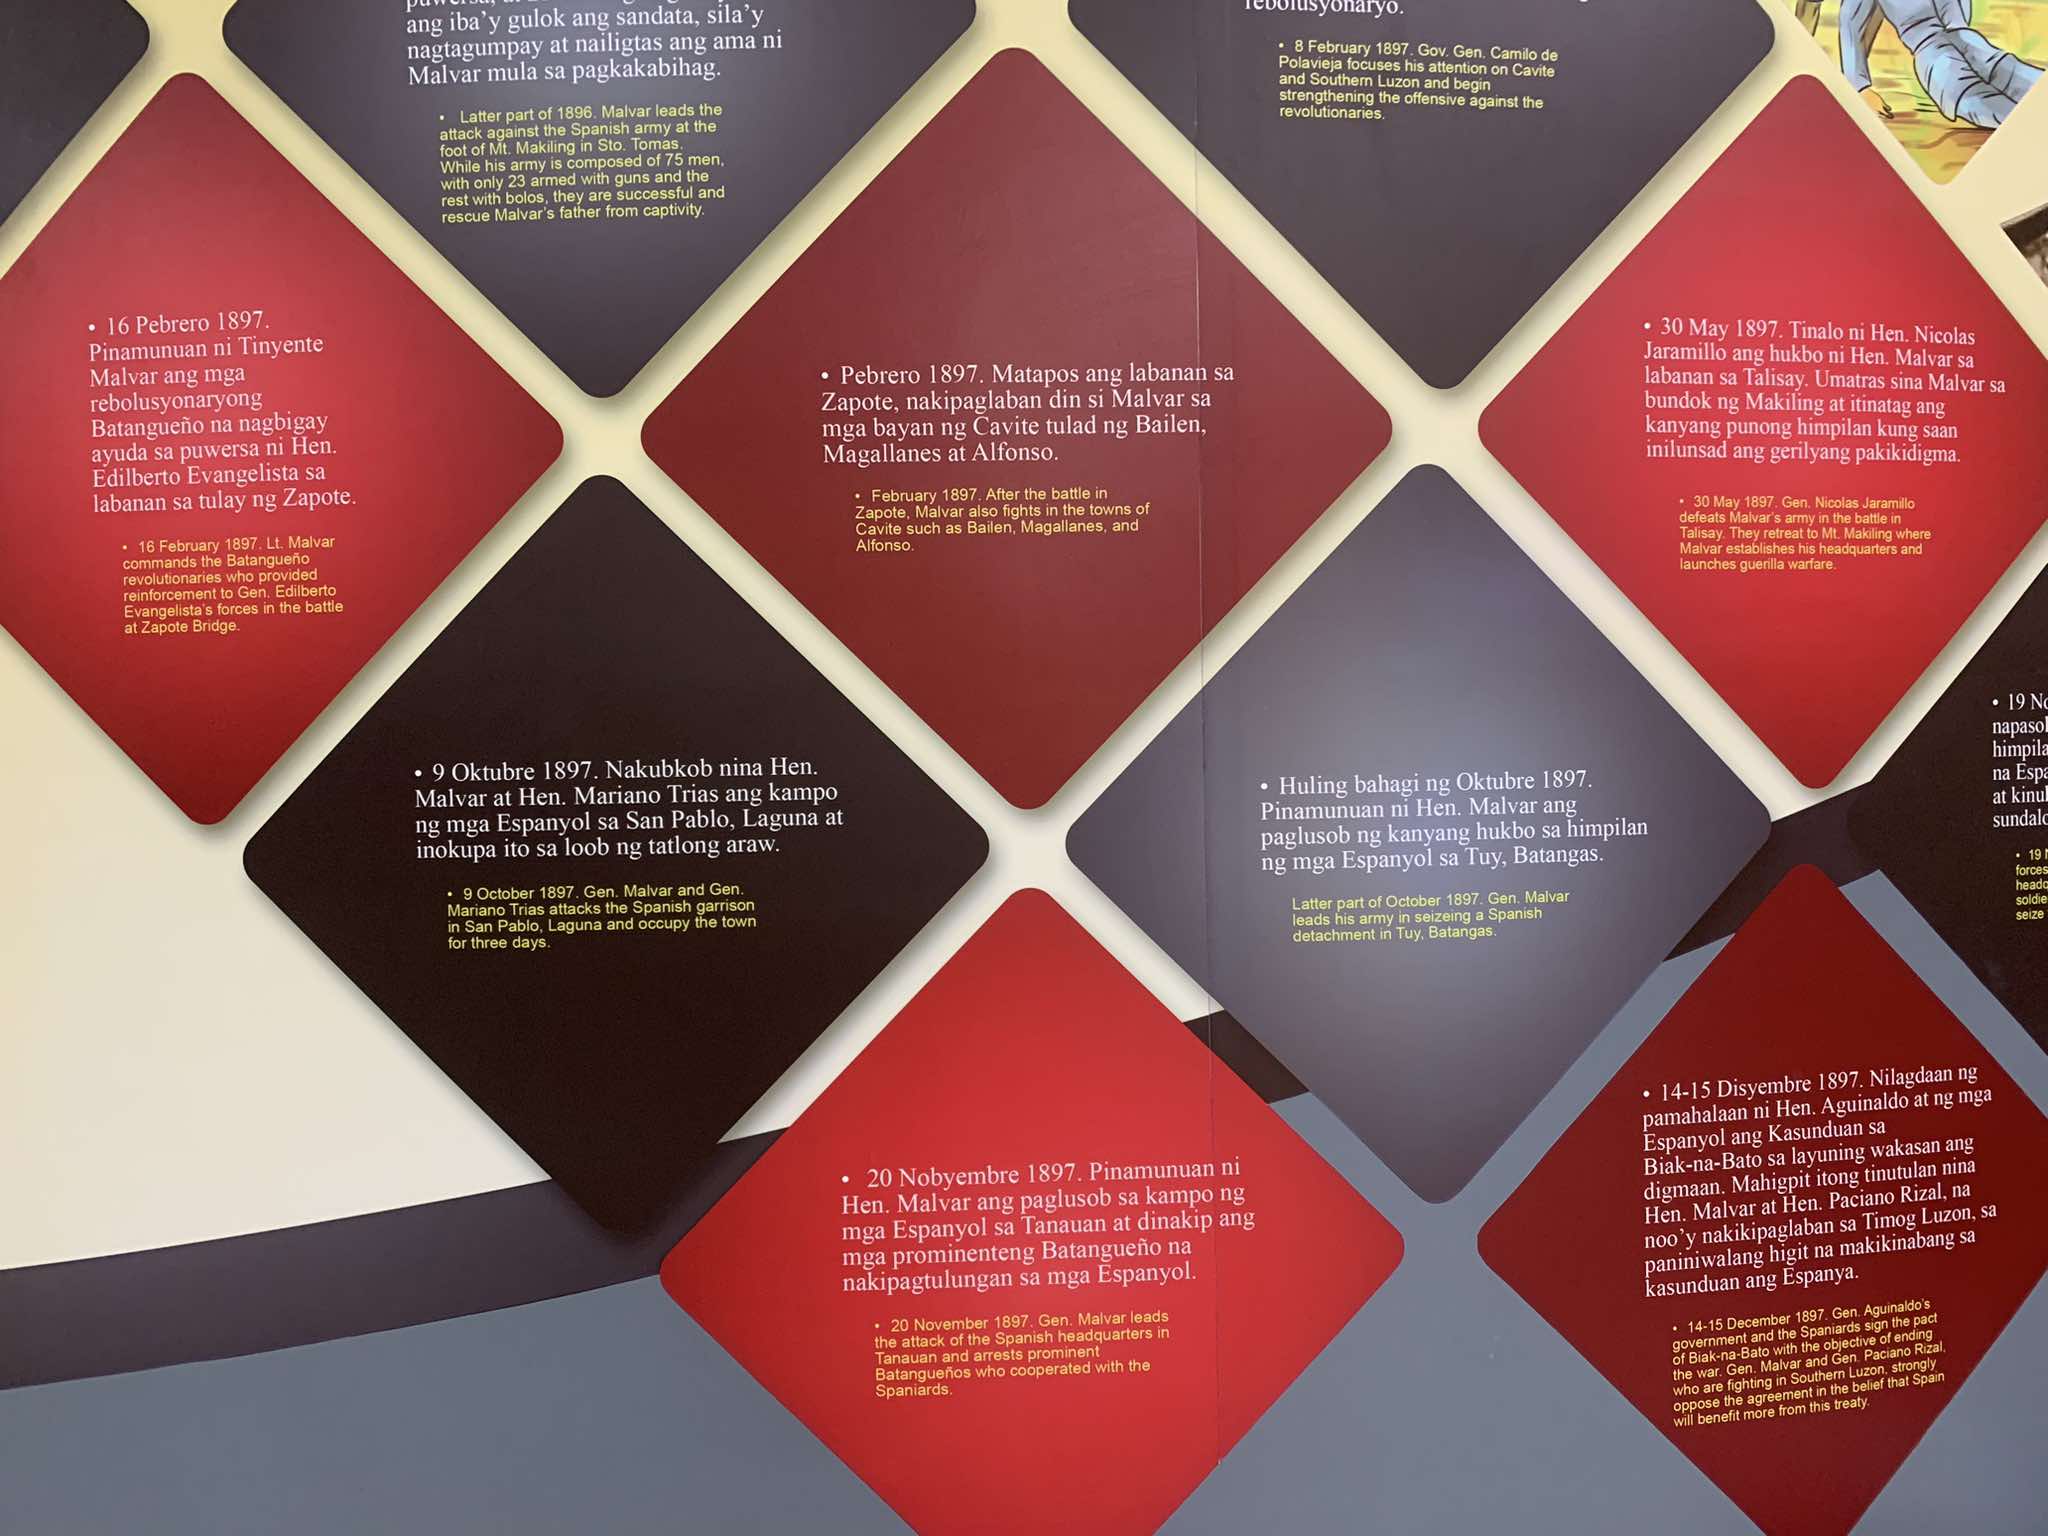 ang iba'y gulok ang sandata, sila'y
nagtagumpay at nailigtas ang ama ni
Malvar mula sa pagkakabihag.
• Latter part of 1896. Malvar leads the
attack against the Spanish army at the
foot of Mt. Makiling in Sto. Tomas.
While his army is composed of 75 men,
with only 23 armed with guns and the
rest with bolos, they are successful and
rescue Malvar's father from captivity.
rebolusyonaryo.
• 8 February 1897. Gov. Gen. Camilo de
Polavieja focuses his attention on Cavite
and Southern Luzon and begin
strengthening the offensive against the
revolutionaries.
• 16 Pebrero 1897.
Pinamunuan ni Tinyente
Malvar ang mga
rebolusyonaryong
Batangueño na nagbigay
ayuda sa puwersa ni Hen.
Edilberto Evangelista sa
labanan sa tulay ng Zapote.
• 16 February 1897. Lt. Malvar
commands the Batangueño
revolutionaries who provided
reinforcement to Gen. Edilberto
Evangelista's forces in the battle
at Zapote Bridge.
• Pebrero 1897. Matapos ang labanan sa
Zapote, nakipaglaban din si Malvar sa
mga bayan ng Cavite tulad ng Bailen,
Magallanes at Alfonso.
• February 1897. After the battle in
Zapote, Malvar also fights in the towns of
Cavite such as Bailen, Magallanes, and
Alfonso.
• 30 May 1897. Tinalo ni Hen. Nicolas
Jaramillo ang hukbo ni Hen. Malvar sa
labanan sa Talisay. Umatras sina Malvar sa
bundok ng Makiling at itinatag ang
kanyang punong himpilan kung saan
inilunsad ang gerilyang pakikidigma.
• 30 May 1897. Gen. Nicolas Jaramillo
defeats Malvar's army in the battle in
Talisay. They retreat to Mt. Makiling where
Malvar establishes his headquarters and
launches guerilla warfare.
• 9 Oktubre 1897. Nakubkob nina Hen.
Malvar at Hen. Mariano Trias ang kampo
ng mga Espanyol sa San Pablo, Laguna at
inokupa ito sa loob ng tatlong araw.
• 9 October 1897. Gen. Malvar and Gen.
Mariano Trias attacks the Spanish garrison
in San Pablo, Laguna and occupy the town
for three days.
• Huling bahagi ng Oktubre 1897.
Pinamunuan ni Hen. Malvar ang
paglusob ng kanyang hukbo sa himpilan
ng mga Espanyol sa Tuy, Batangas.
Latter part of October 1897. Gen. Malvar
leads his army in seizeing a Spanish
detachment in Tuy, Batangas.
• 19
himpila
na Espa
at kinu
sundalo
• 19
forces
head
soldie
seize
• 20 Nobyembre 1897. Pinamunuan ni
Hen. Malvar ang paglusob sa kampo ng
mga Espanyol sa Tanauan at dinakip ang
mga prominenteng Batangueño na
nakipagtulungan sa mga Espanyol.
• 20 November 1897. Gen. Malvar leads
the attack of the Spanish headquarters in
Tanauan and arrests prominent
Batangueños who cooperated with the
Spaniards.
• 14-15 Disyembre 1897. Nilagdaan ng
pamahalaan ni Hen. Aguinaldo at ng mga
Espanyol ang Kasunduan sa
Biak-na-Bato sa layuning wakasan ang
digmaan. Mahigpit itong tinutulan nina
Hen. Malvar at Hen. Paciano Rizal, na
noo'y nakikipaglaban sa Timog Luzon, sa
paniniwalang higit na makikinabang sa
kasunduan ang Espanya.
• 14-15 December 1897. Gen. Aguinaldo's
government and the Spaniards sign the pact
of Biak-na-Bato with the objective of ending
the war. Gen. Malvar and Gen. Paciano Rizal,
who are fighting in Southern Luzon, strongly
oppose the agreement in the belief that Spain
will benefit more from this treaty.